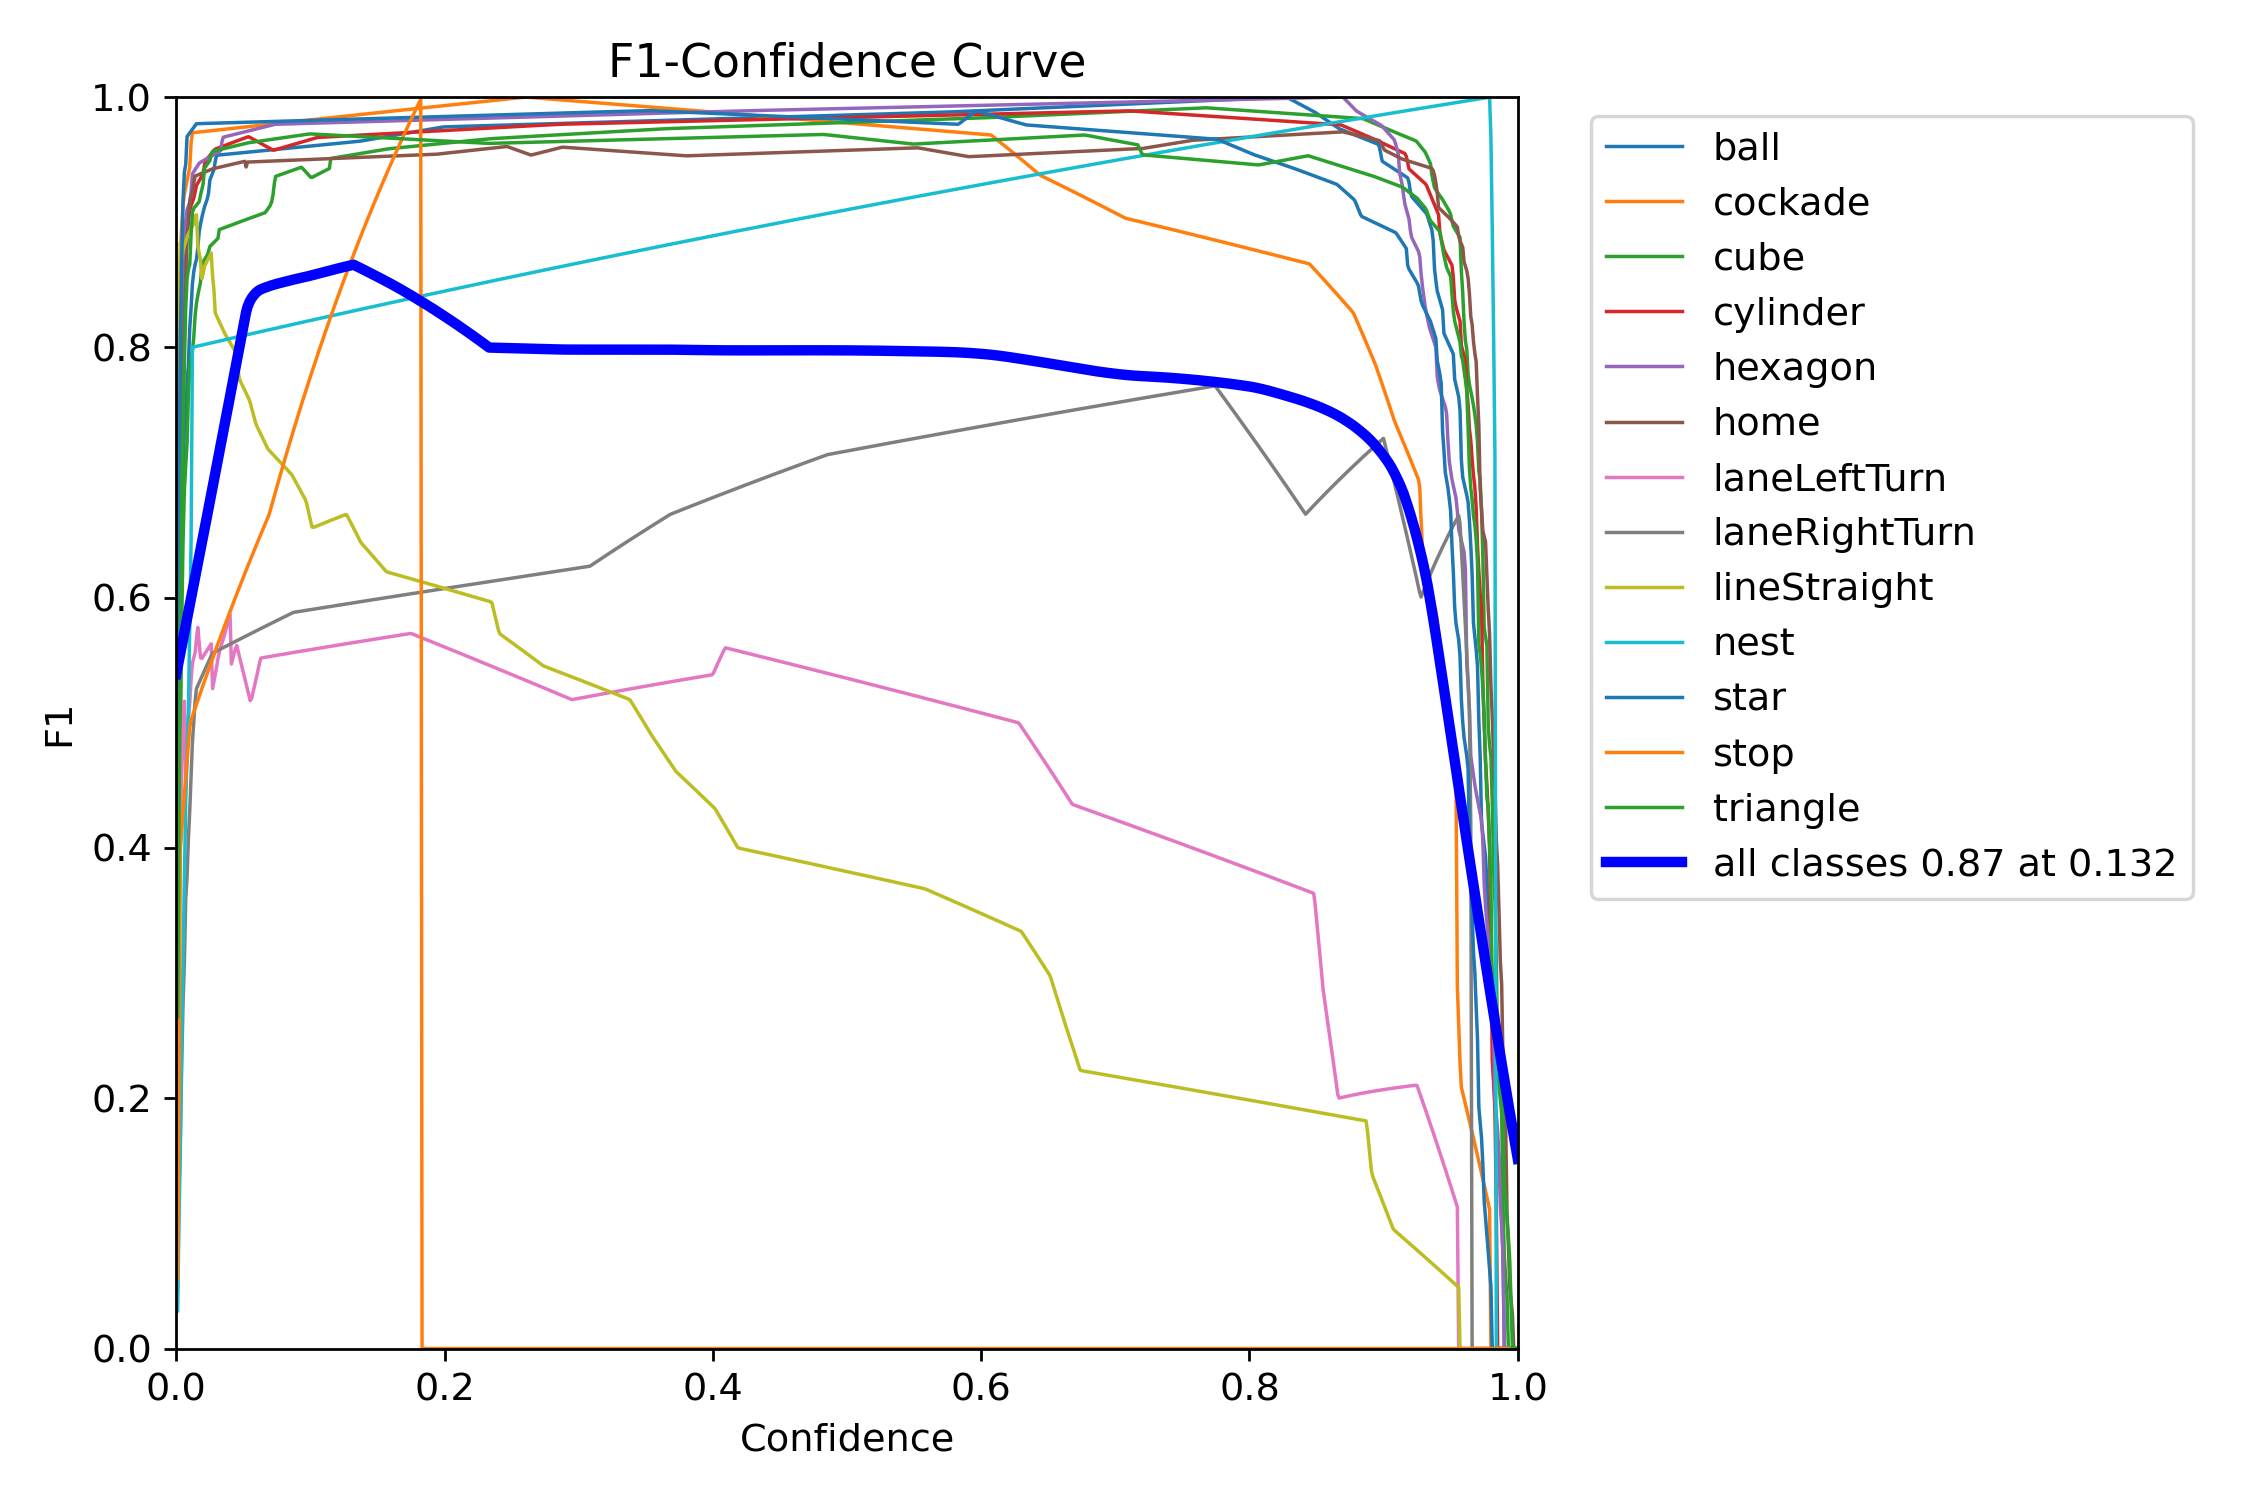 F1-Confidence Curve
1.0
0.8
0.6
0.4
0.2
0.0
F1
0.0 0.2 0.4 0.6 0.8 1.0
Confidence
ball
cockade
cube
cylinder
hexagon
home
laneLeftTurn
laneRightTurn
lineStraight
nest
star
stop
triangle
all classes 0.87 at 0.132